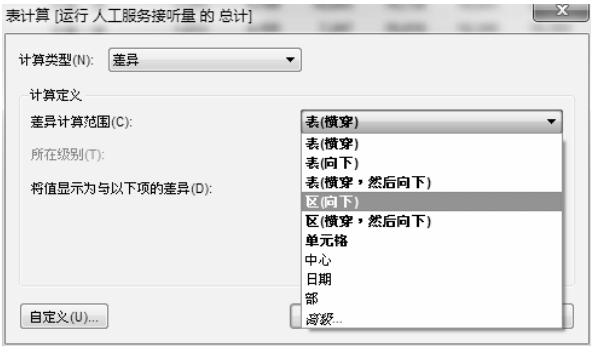 表计算 [运行 人工服务接听量 的 总计]
计算类型(N): 差异
计算定义
差异计算范围(C): 表(横穿)
表(横穿)
所在级别(T):
表(向下)
将值显示为与以下项的差异(D):
表(横穿，然后向下)
区(向下)
区(横穿，然后向下)
单元格
中心
日期
部
自定义(U)...
高级...